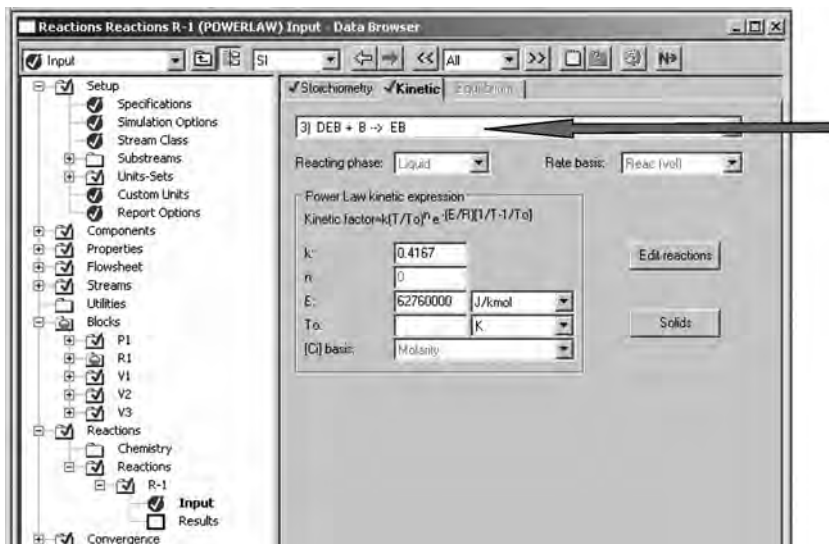 Reactions Reactions R-1 (POWERLAW) Input - Data Browser
Input SI All N>
Setup
Specifications
Simulation Options
Stream Class
Substreams
Units-Sets
Custom Units
Report Options
Components
Properties
Flowsheet
Streams
Utilities
Blocks
P1
R1
V1
V2
V3
Reactions
Chemistry
Reactions
R-1
Input
Results
Convergence
Stoichiometry Kinetic Equilibrium
3) DEB + B --> EB
Reacting phase: Liquid Rate basis: Reac (vol)
Power Law kinetic expression
Kinetic factor=k(T/To)^n e^-(E/R)[1/T-1/To]
k: 0.4167 Edit reactions
n: 0
E: 62760000 J/kmol
To: K Solids
[Ci] basis: Molarity